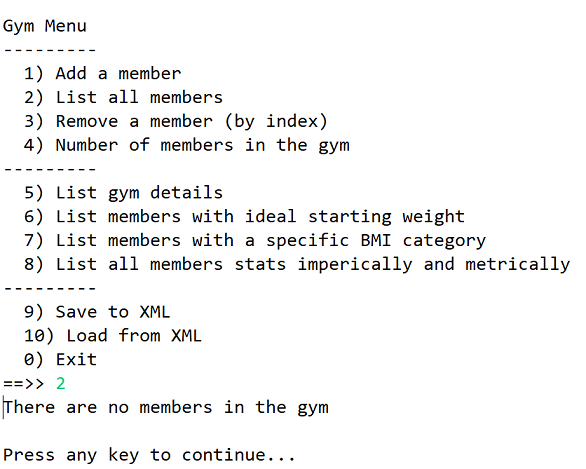 Gym Menu
---------
  1) Add a member
  2) List all members
  3) Remove a member (by index)
  4) Number of members in the gym
---------
  5) List gym details
  6) List members with ideal starting weight
  7) List members with a specific BMI category
  8) List all members stats imperically and metrically
---------
  9) Save to XML
  10) Load from XML
  0) Exit
==>> 2
There are no members in the gym

Press any key to continue...